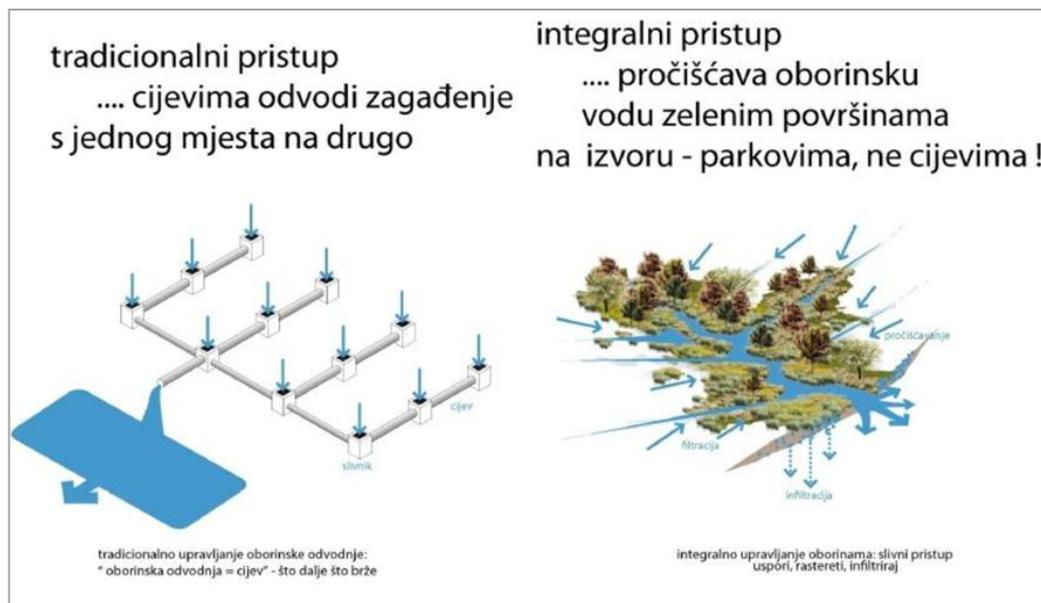 tradicionalni pristup
.... cijevima odvodi zagađenje
s jednog mjesta na drugo
cijev
slivnik
tradicionalno upravljanje oborinske odvodnje:
" oborinska odvodnja = cijev" - što dalje što brže
integralni pristup
.... pročišćava oborinsku
vodu zelenim površinama
na izvoru - parkovima, ne cijevima !
pročišćavanje
filtracija
infiltracija
integralno upravljanje oborinama: slivni pristup
uspori, rastereti, infiltriraj